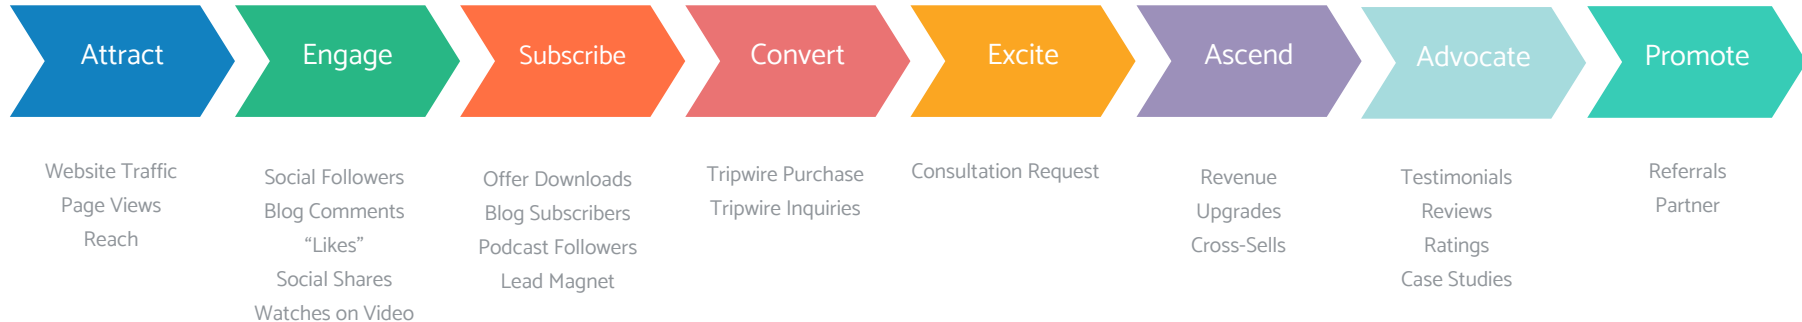 Attract
Engage
Subscribe
Convert
Excite
Ascend
Advocate
Promote
Website Traffic
Page Views
Reach
Social Followers
Blog Comments
“Likes”
Social Shares
Watches on Video
Offer Downloads
Blog Subscribers
Podcast Followers
Lead Magnet
Tripwire Purchase
Tripwire Inquiries
Consultation Request
Revenue
Upgrades
Cross-Sells
Testimonials
Reviews
Ratings
Case Studies
Referrals
Partner